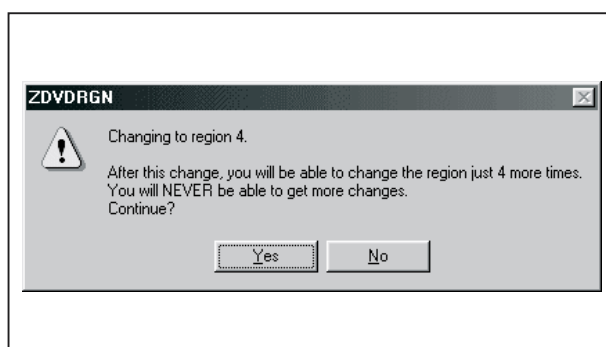 ZDVDRGN
Changing to region 4.
After this change, you will be able to change the region just 4 more times.
You will NEVER be able to get more changes.
Continue?
Yes
No